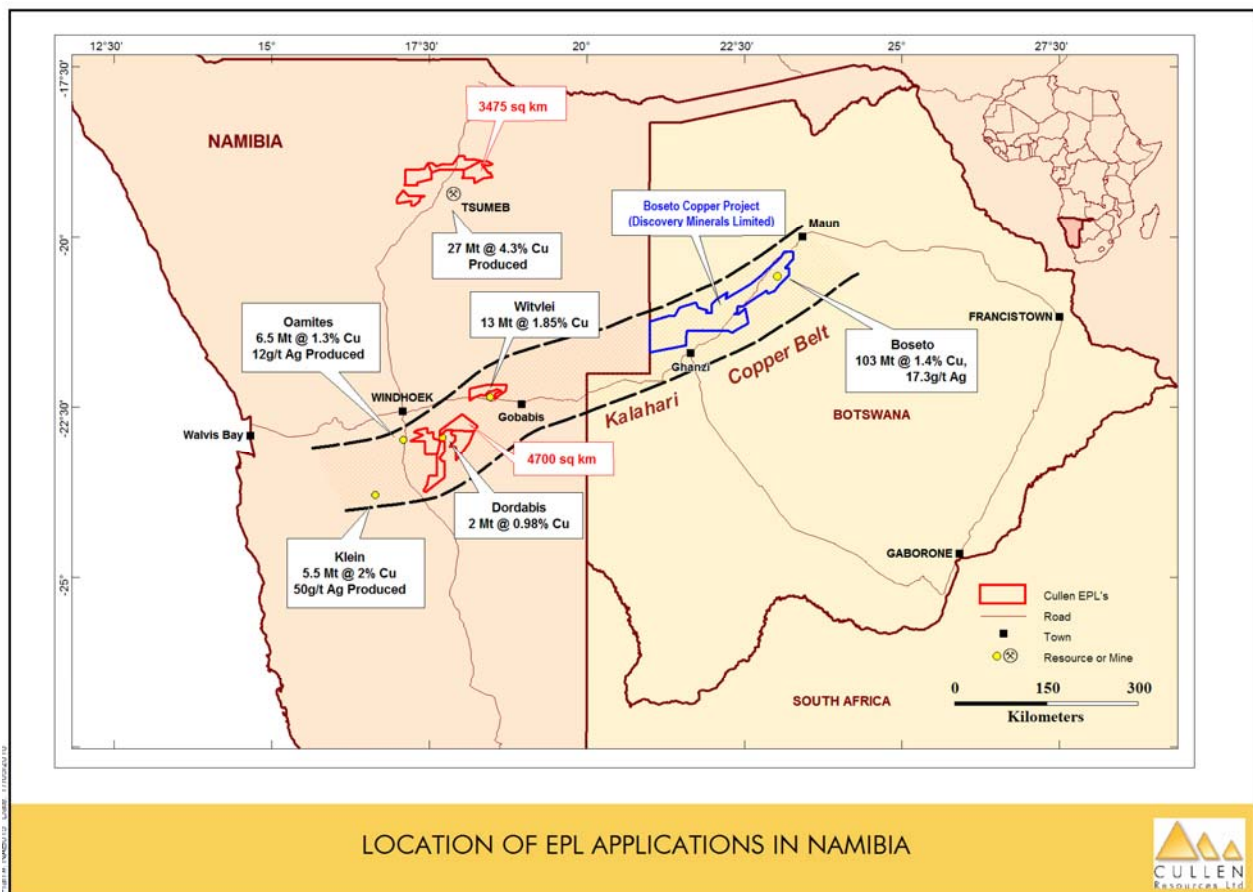 12°30'
15°
17°30'
20°
22°30'
25°
27°30'
-17°30'
-20°
-22°30'
-25°
3475 sq km
NAMIBIA
TSUMEB
27 Mt @ 4.3% Cu
Produced
Boseto Copper Project
(Discovery Minerals Limited)
Maun
Witvlei
13 Mt @ 1.85% Cu
Oamites
6.5 Mt @ 1.3% Cu
12g/t Ag Produced
FRANCISTOWN
Boseto
103 Mt @ 1.4% Cu,
17.3g/t Ag
Ghanzi
Kalahari Copper Belt
WINDHOEK
Gobabis
BOTSWANA
Walvis Bay
4700 sq km
Dordabis
2 Mt @ 0.98% Cu
Klein
5.5 Mt @ 2% Cu
50g/t Ag Produced
GABORONE
Cullen EPL's
Road
Town
Resource or Mine
SOUTH AFRICA
0 150 300
Kilometers
LOCATION OF EPL APPLICATIONS IN NAMIBIA
CULLEN
Resources Ltd